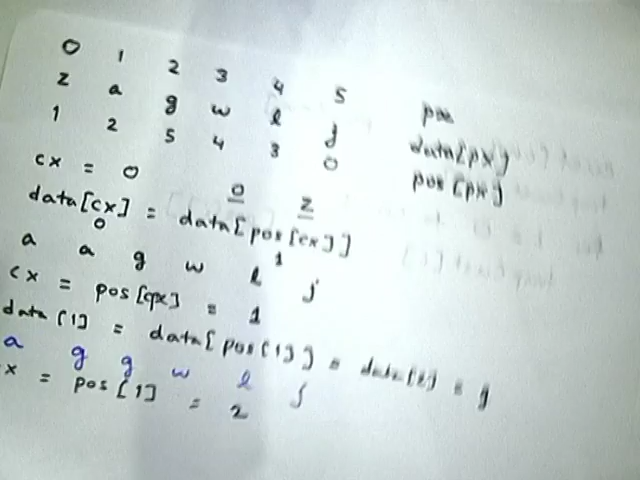 0 1 2 3 4 5
z a g w l j data[px]
1 2 5 4 3 0 pos[px]
cx = 0
0 z
data[cx] = data[pos[cx]]
0 1
a a g w l j
cx = pos[cpx] = 1
data[1] = data[pos[1]] = data[2] = g
a g g w l j
x = pos[1] = 2